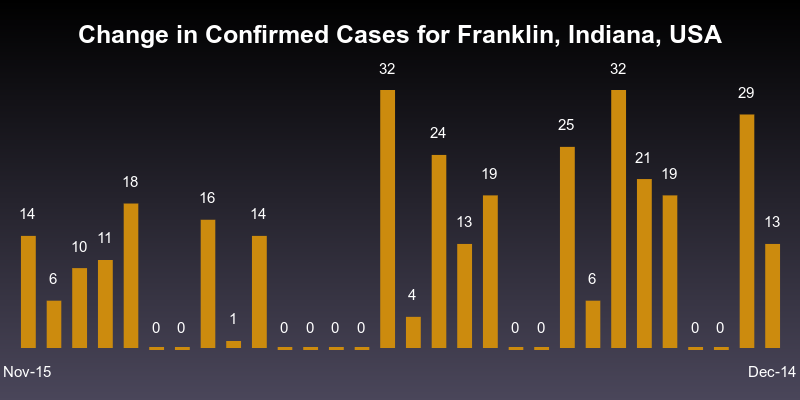 Change in Confirmed Cases for Franklin, Indiana, USA
14 6 10 11 18 0 0 16 1 14 0 0 0 0 32 4 24 13 19 0 0 25 6 32 21 19 0 0 29 13
Nov-15 Dec-14